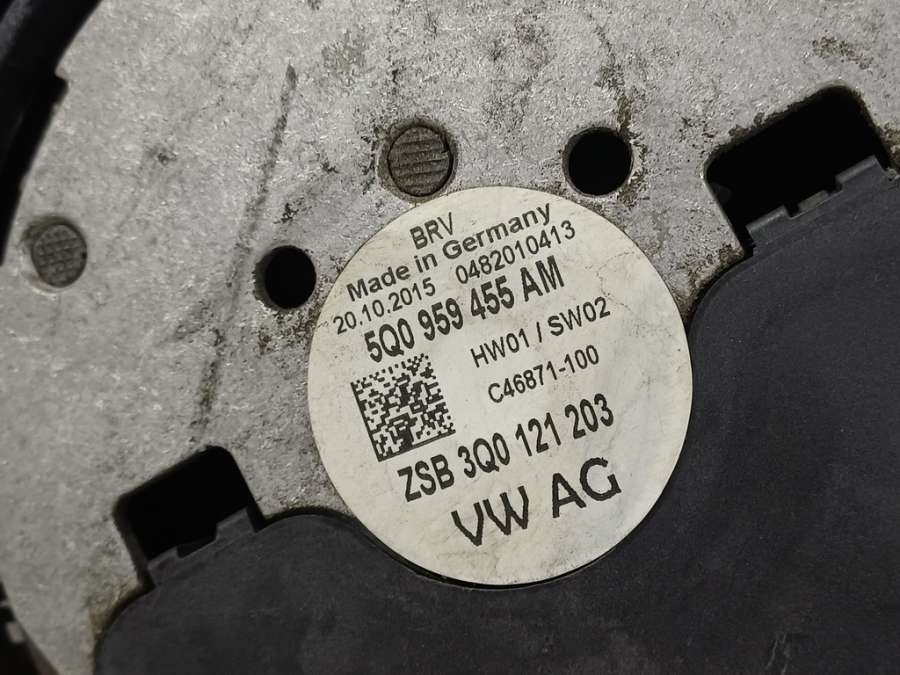 BRV
Made in Germany
20.10.2015 0482010413
5Q0 959 455 AM
HW01 / SW02
C46871-100
ZSB 3Q0 121 203
VW AG